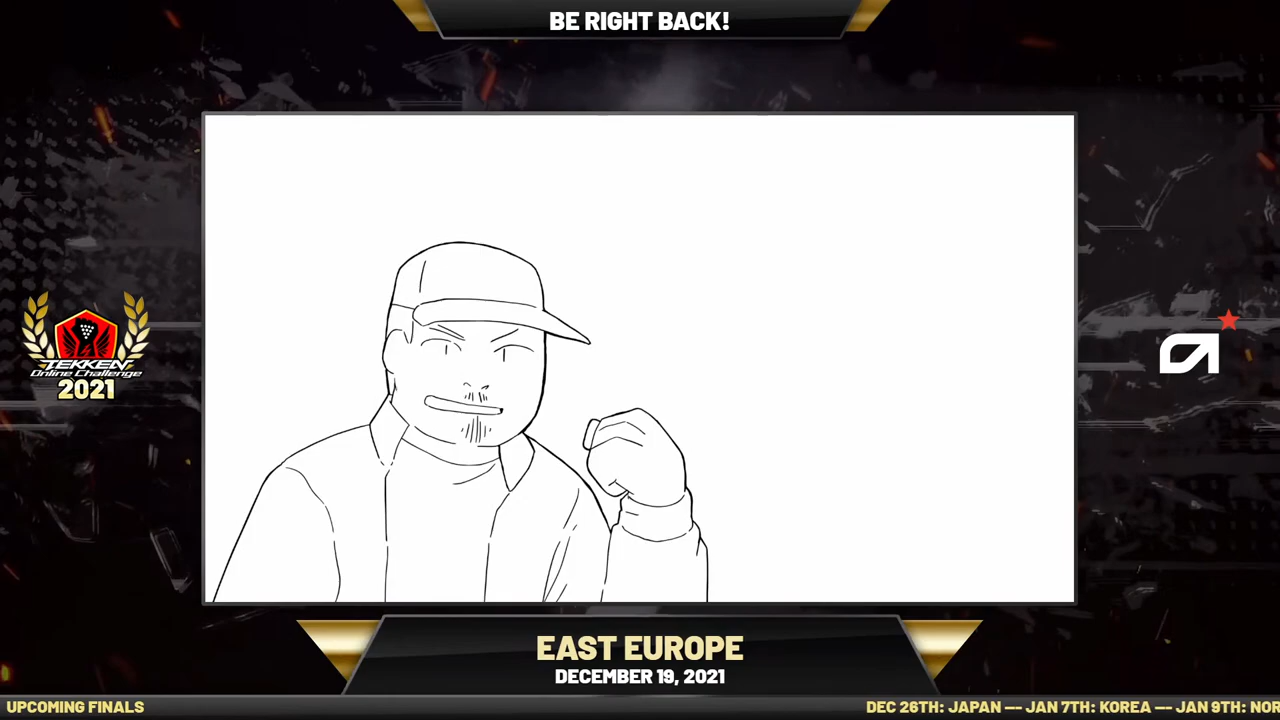 BE RIGHT BACK!
TEKKEN
Online Challenge
2021
EAST EUROPE
DECEMBER 19, 2021
UPCOMING FINALS
DEC 26TH: JAPAN –– JAN 7TH: KOREA –– JAN 9TH: NOR